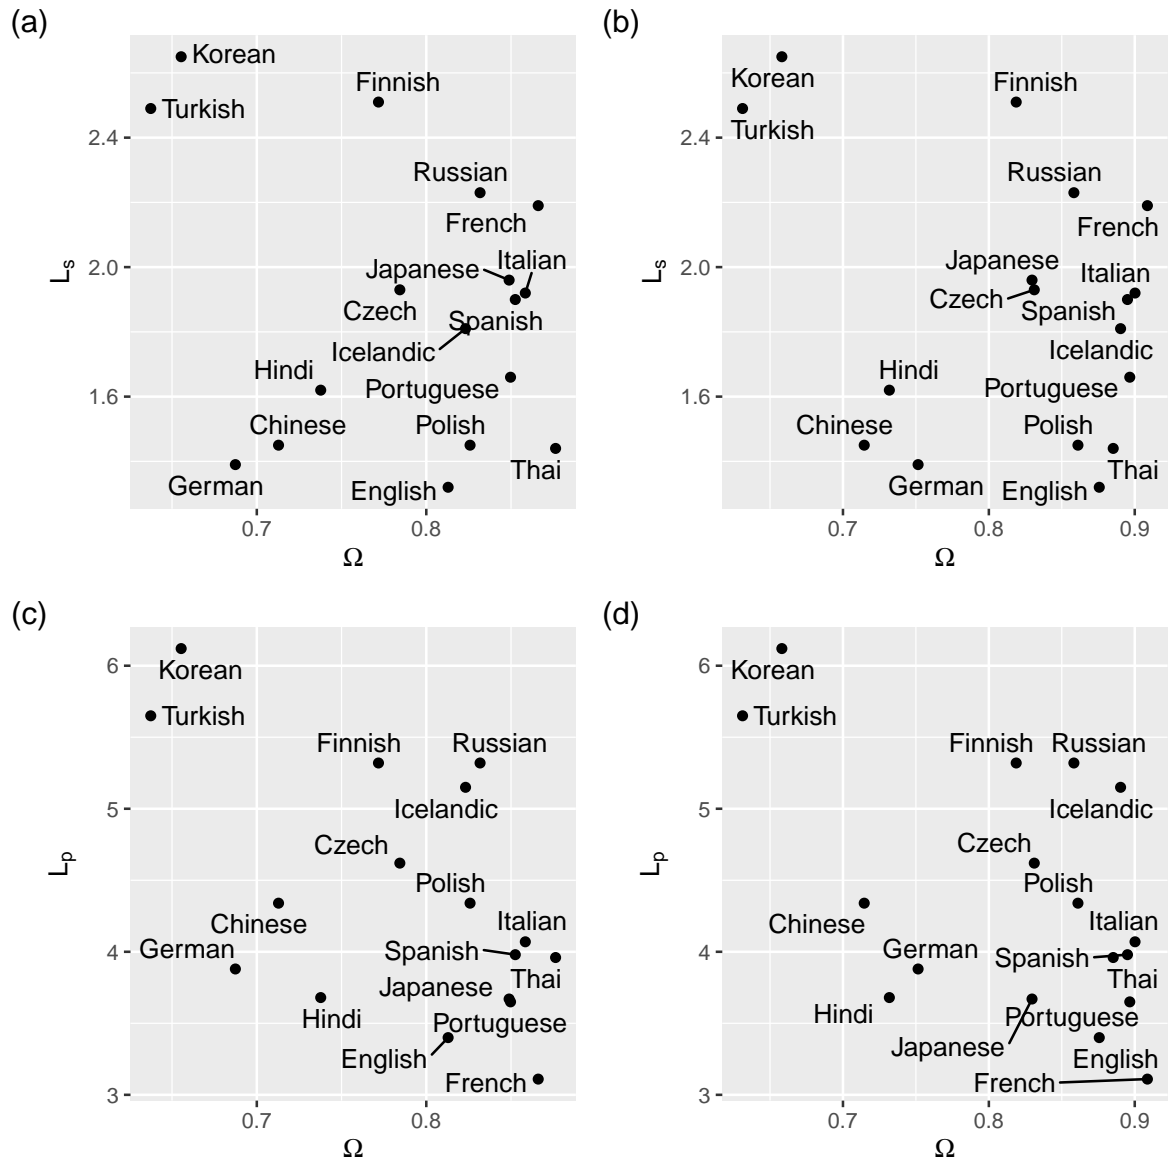 (a)
Korean
Finnish
Turkish
2.4
Russian
French
Italian
Japanese
2.0
Czech
Spanish
Icelandic
Hindi
Portuguese
1.6
Chinese
Polish
Thai
German
English
0.7 0.8
Ω
Ls
(b)
Korean
Finnish
Turkish
2.4
Russian
French
Japanese
Italian
2.0
Czech
Spanish
Icelandic
Hindi
Portuguese
1.6
Chinese
Polish
Thai
German
English
0.7 0.8 0.9
Ω
Ls
(c)
6
Korean
Turkish
Finnish
Russian
5
Icelandic
Czech
Polish
Chinese
Italian
German
Spanish
4
Thai
Japanese
Hindi
Portuguese
English
French
3
0.7 0.8
Ω
Lp
(d)
6
Korean
Turkish
Finnish
Russian
5
Icelandic
Czech
Polish
Chinese
Italian
German
Spanish
4
Thai
Hindi
Portuguese
Japanese
English
French
3
0.7 0.8 0.9
Ω
Lp